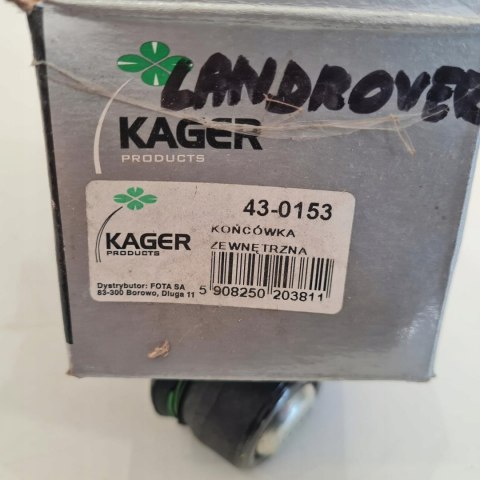 LANDROVER
KAGER
PRODUCTS
43-0153
KOŃCÓWKA
ZEWNĘTRZNA
KAGER
PRODUCTS
Dystrybutor: FOTA SA
83-300 Borowo, Długa 11
5 908250 203811